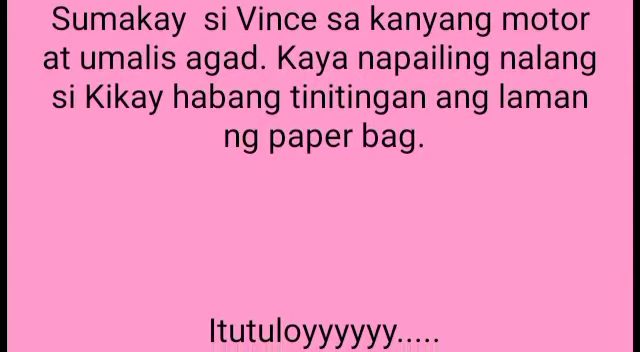 Sumakay  si Vince sa kanyang motor
at umalis agad. Kaya napailing nalang
si Kikay habang tinitingan ang laman
ng paper bag.
Itutuloyyyyyy.....